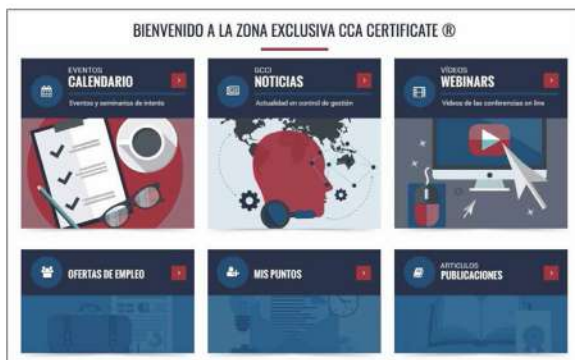 BIENVENIDO A LA ZONA EXCLUSIVA CCA CERTIFICATE ®
EVENTOS
CALENDARIO
Eventos y seminarios de interés
GCCI
NOTICIAS
Actualidad en control de gestión
VÍDEOS
WEBINARS
Vídeos de las conferencias on line
OFERTAS DE EMPLEO
MIS PUNTOS
ARTICULOS
PUBLICACIONES